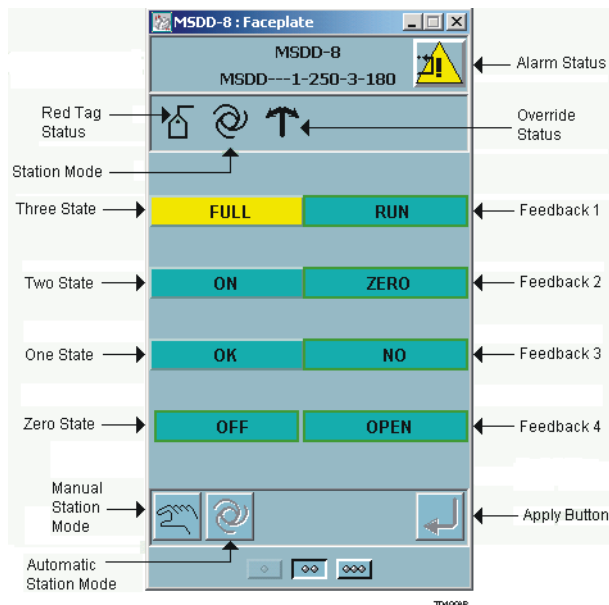 MSDD-8 : Faceplate
MSDD-8
MSDD---1-250-3-180
Alarm Status
Red Tag
Status
Override
Status
Station Mode
Three State
FULL
RUN
Feedback 1
Two State
ON
ZERO
Feedback 2
One State
OK
NO
Feedback 3
Zero State
OFF
OPEN
Feedback 4
Manual
Station
Mode
Apply Button
Automatic
Station Mode